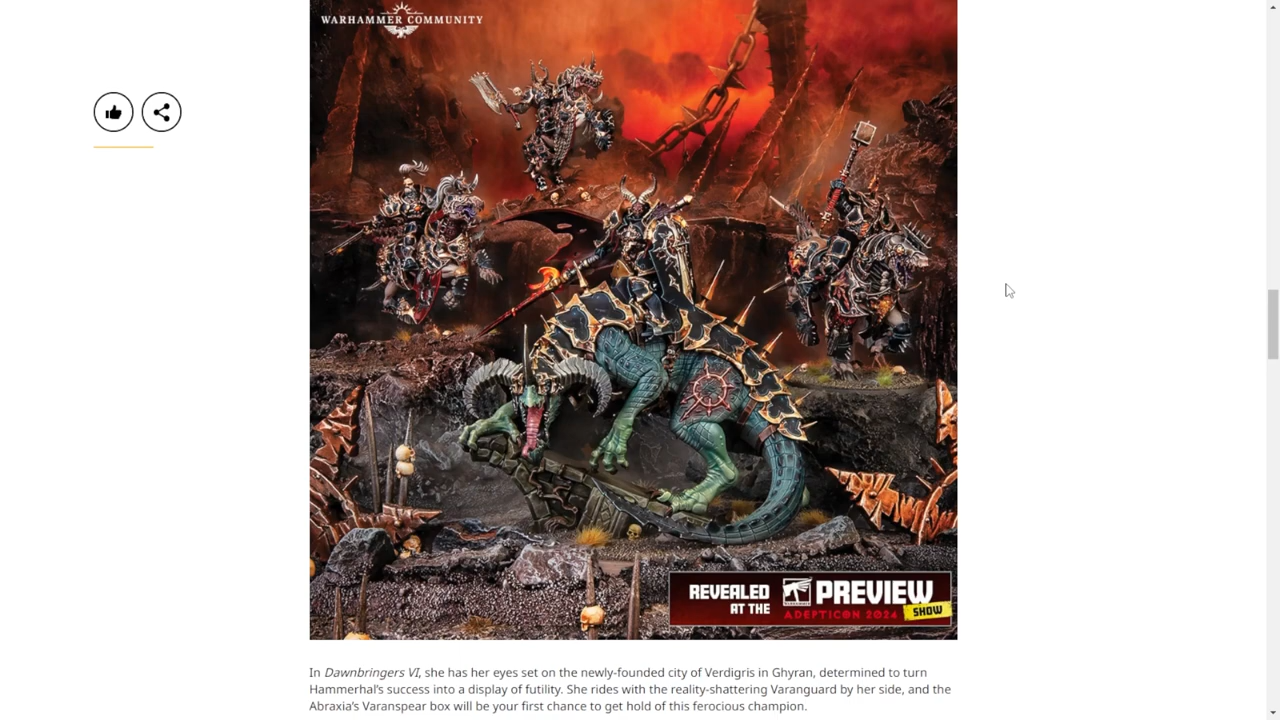 WARHAMMER COMMUNITY
REVEALED
AT THE
WARHAMMER
PREVIEW
ADEPTICON 2024
SHOW
In Dawnbringers VI, she has her eyes set on the newly-founded city of Verdigris in Ghyran, determined to turn
Hammerhal's success into a display of futility. She rides with the reality-shattering Varanguard by her side, and the
Abraxia's Varanspear box will be your first chance to get hold of this ferocious champion.